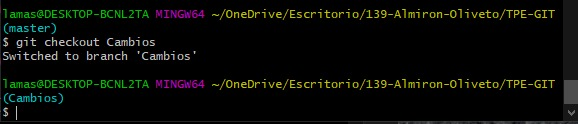 lamas@DESKTOP-BCNL2TA MINGW64 ~/OneDrive/Escritorio/139-Almiron-Oliveto/TPE-GIT
(master)
$ git checkout Cambios
Switched to branch 'Cambios'
lamas@DESKTOP-BCNL2TA MINGW64 ~/OneDrive/Escritorio/139-Almiron-Oliveto/TPE-GIT
(Cambios)
$